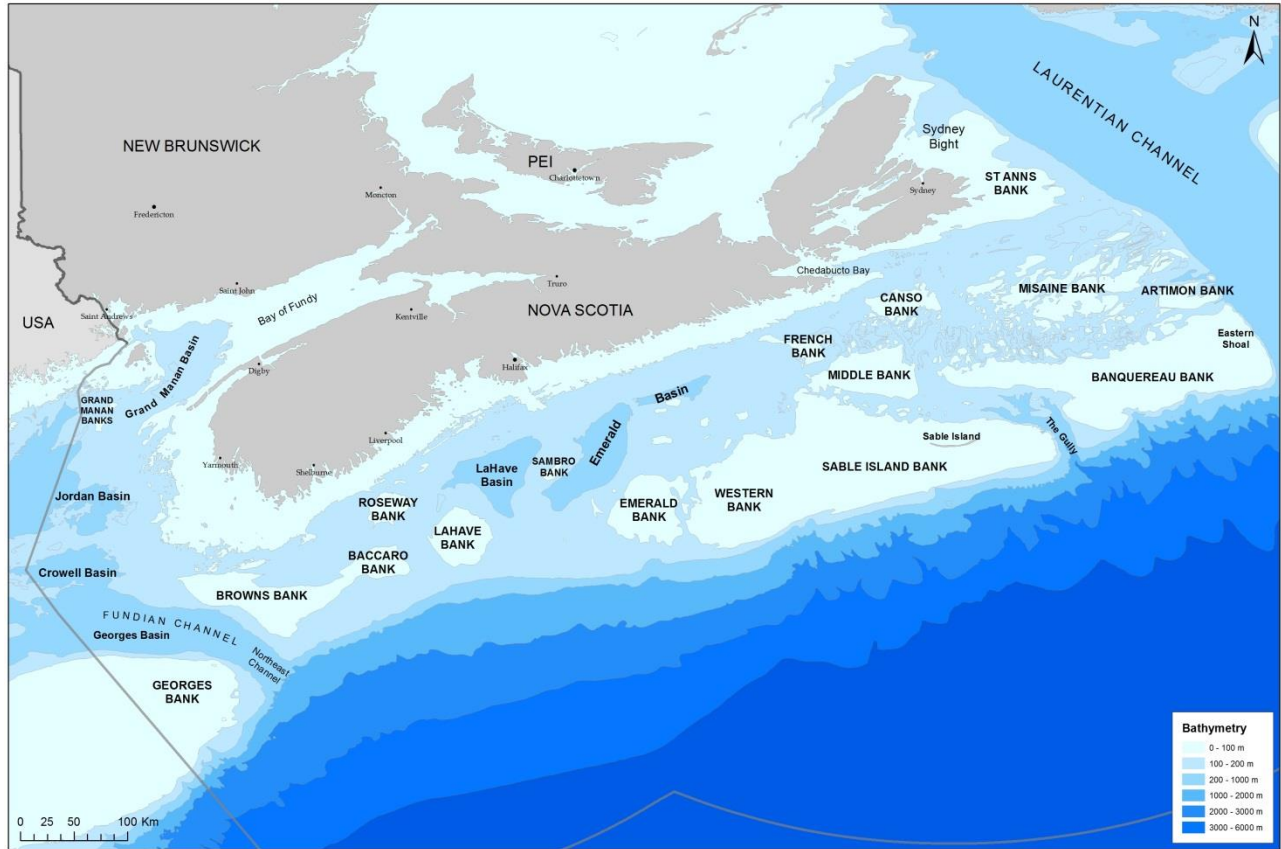 N
LAURENTIAN CHANNEL
NEW BRUNSWICK
PEI
Charlottetown
Sydney
Bight
Moncton
Sydney
ST ANNS
BANK
Fredericton
Chedabucto Bay
Truro
Saint John
Bay of Fundy
MISAINE BANK
ARTIMON BANK
CANSO
BANK
NOVA SCOTIA
Kentville
Saint Andrews
USA
Eastern
Shoal
FRENCH
BANK
Halifax
Digby
Grand Manan Basin
MIDDLE BANK
BANQUEREAU BANK
GRAND
MANAN
BANKS
Emerald Basin
Liverpool
Sable Island
The Gully
Yarmouth
Shelburne
SAMBRO
BANK
LaHave
Basin
SABLE ISLAND BANK
Jordan Basin
ROSEWAY
BANK
EMERALD
BANK
WESTERN
BANK
LAHAVE
BANK
BACCARO
BANK
Crowell Basin
BROWNS BANK
FUNDIAN CHANNEL
Georges Basin
Northeast
Channel
GEORGES
BANK
Bathymetry
0 - 100 m
100 - 200 m
200 - 1000 m
1000 - 2000 m
2000 - 3000 m
3000 - 6000 m
0 25 50 100 Km